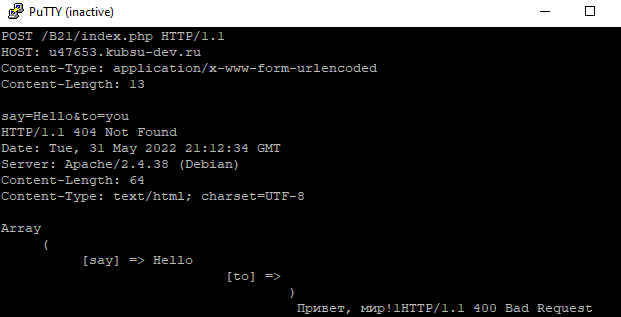 PuTTY (inactive)
POST /B21/index.php HTTP/1.1
HOST: u47653.kubsu-dev.ru
Content-Type: application/x-www-form-urlencoded
Content-Length: 13

say=Hello&to=you
HTTP/1.1 404 Not Found
Date: Tue, 31 May 2022 21:12:34 GMT
Server: Apache/2.4.38 (Debian)
Content-Length: 64
Content-Type: text/html; charset=UTF-8

Array
(
[say] => Hello
[to] =>
)
Привет, мир!1HTTP/1.1 400 Bad Request